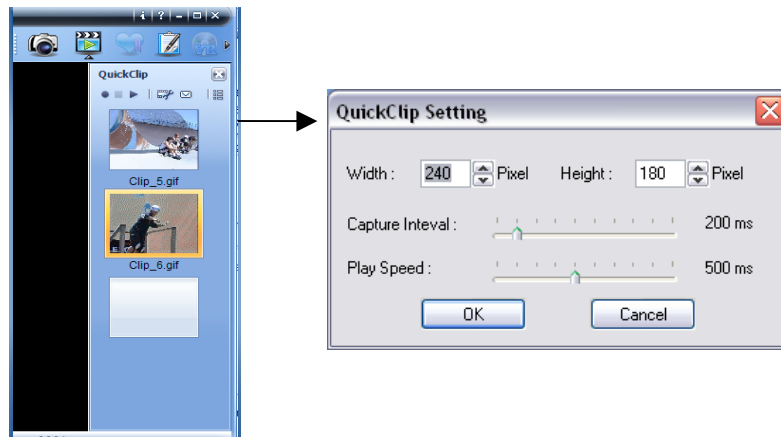 QuickClip
Clip_5.gif
Clip_6.gif
QuickClip Setting
Width : 240 Pixel Height : 180 Pixel
Capture Inteval : 200 ms
Play Speed : 500 ms
OK Cancel